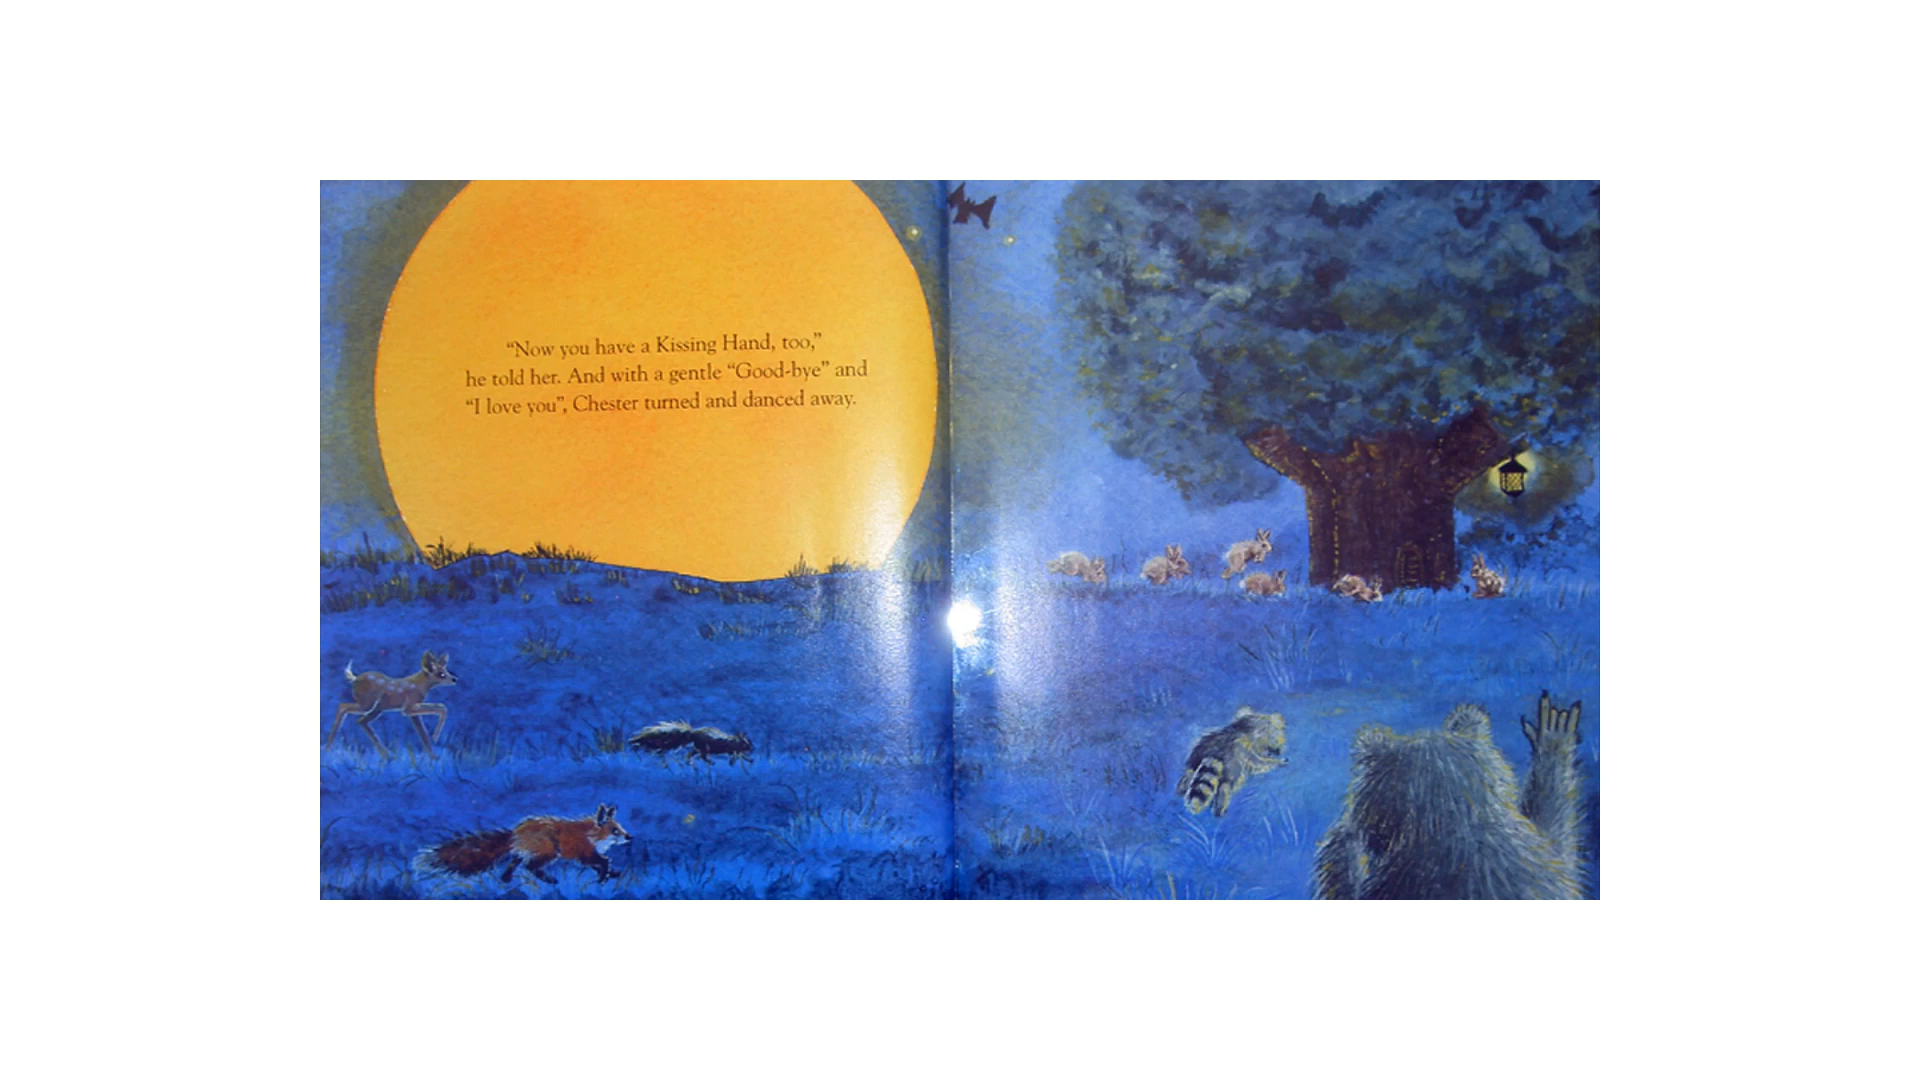 “Now you have a Kissing Hand, too,”
he told her. And with a gentle “Good-bye” and
“I love you”, Chester turned and danced away.